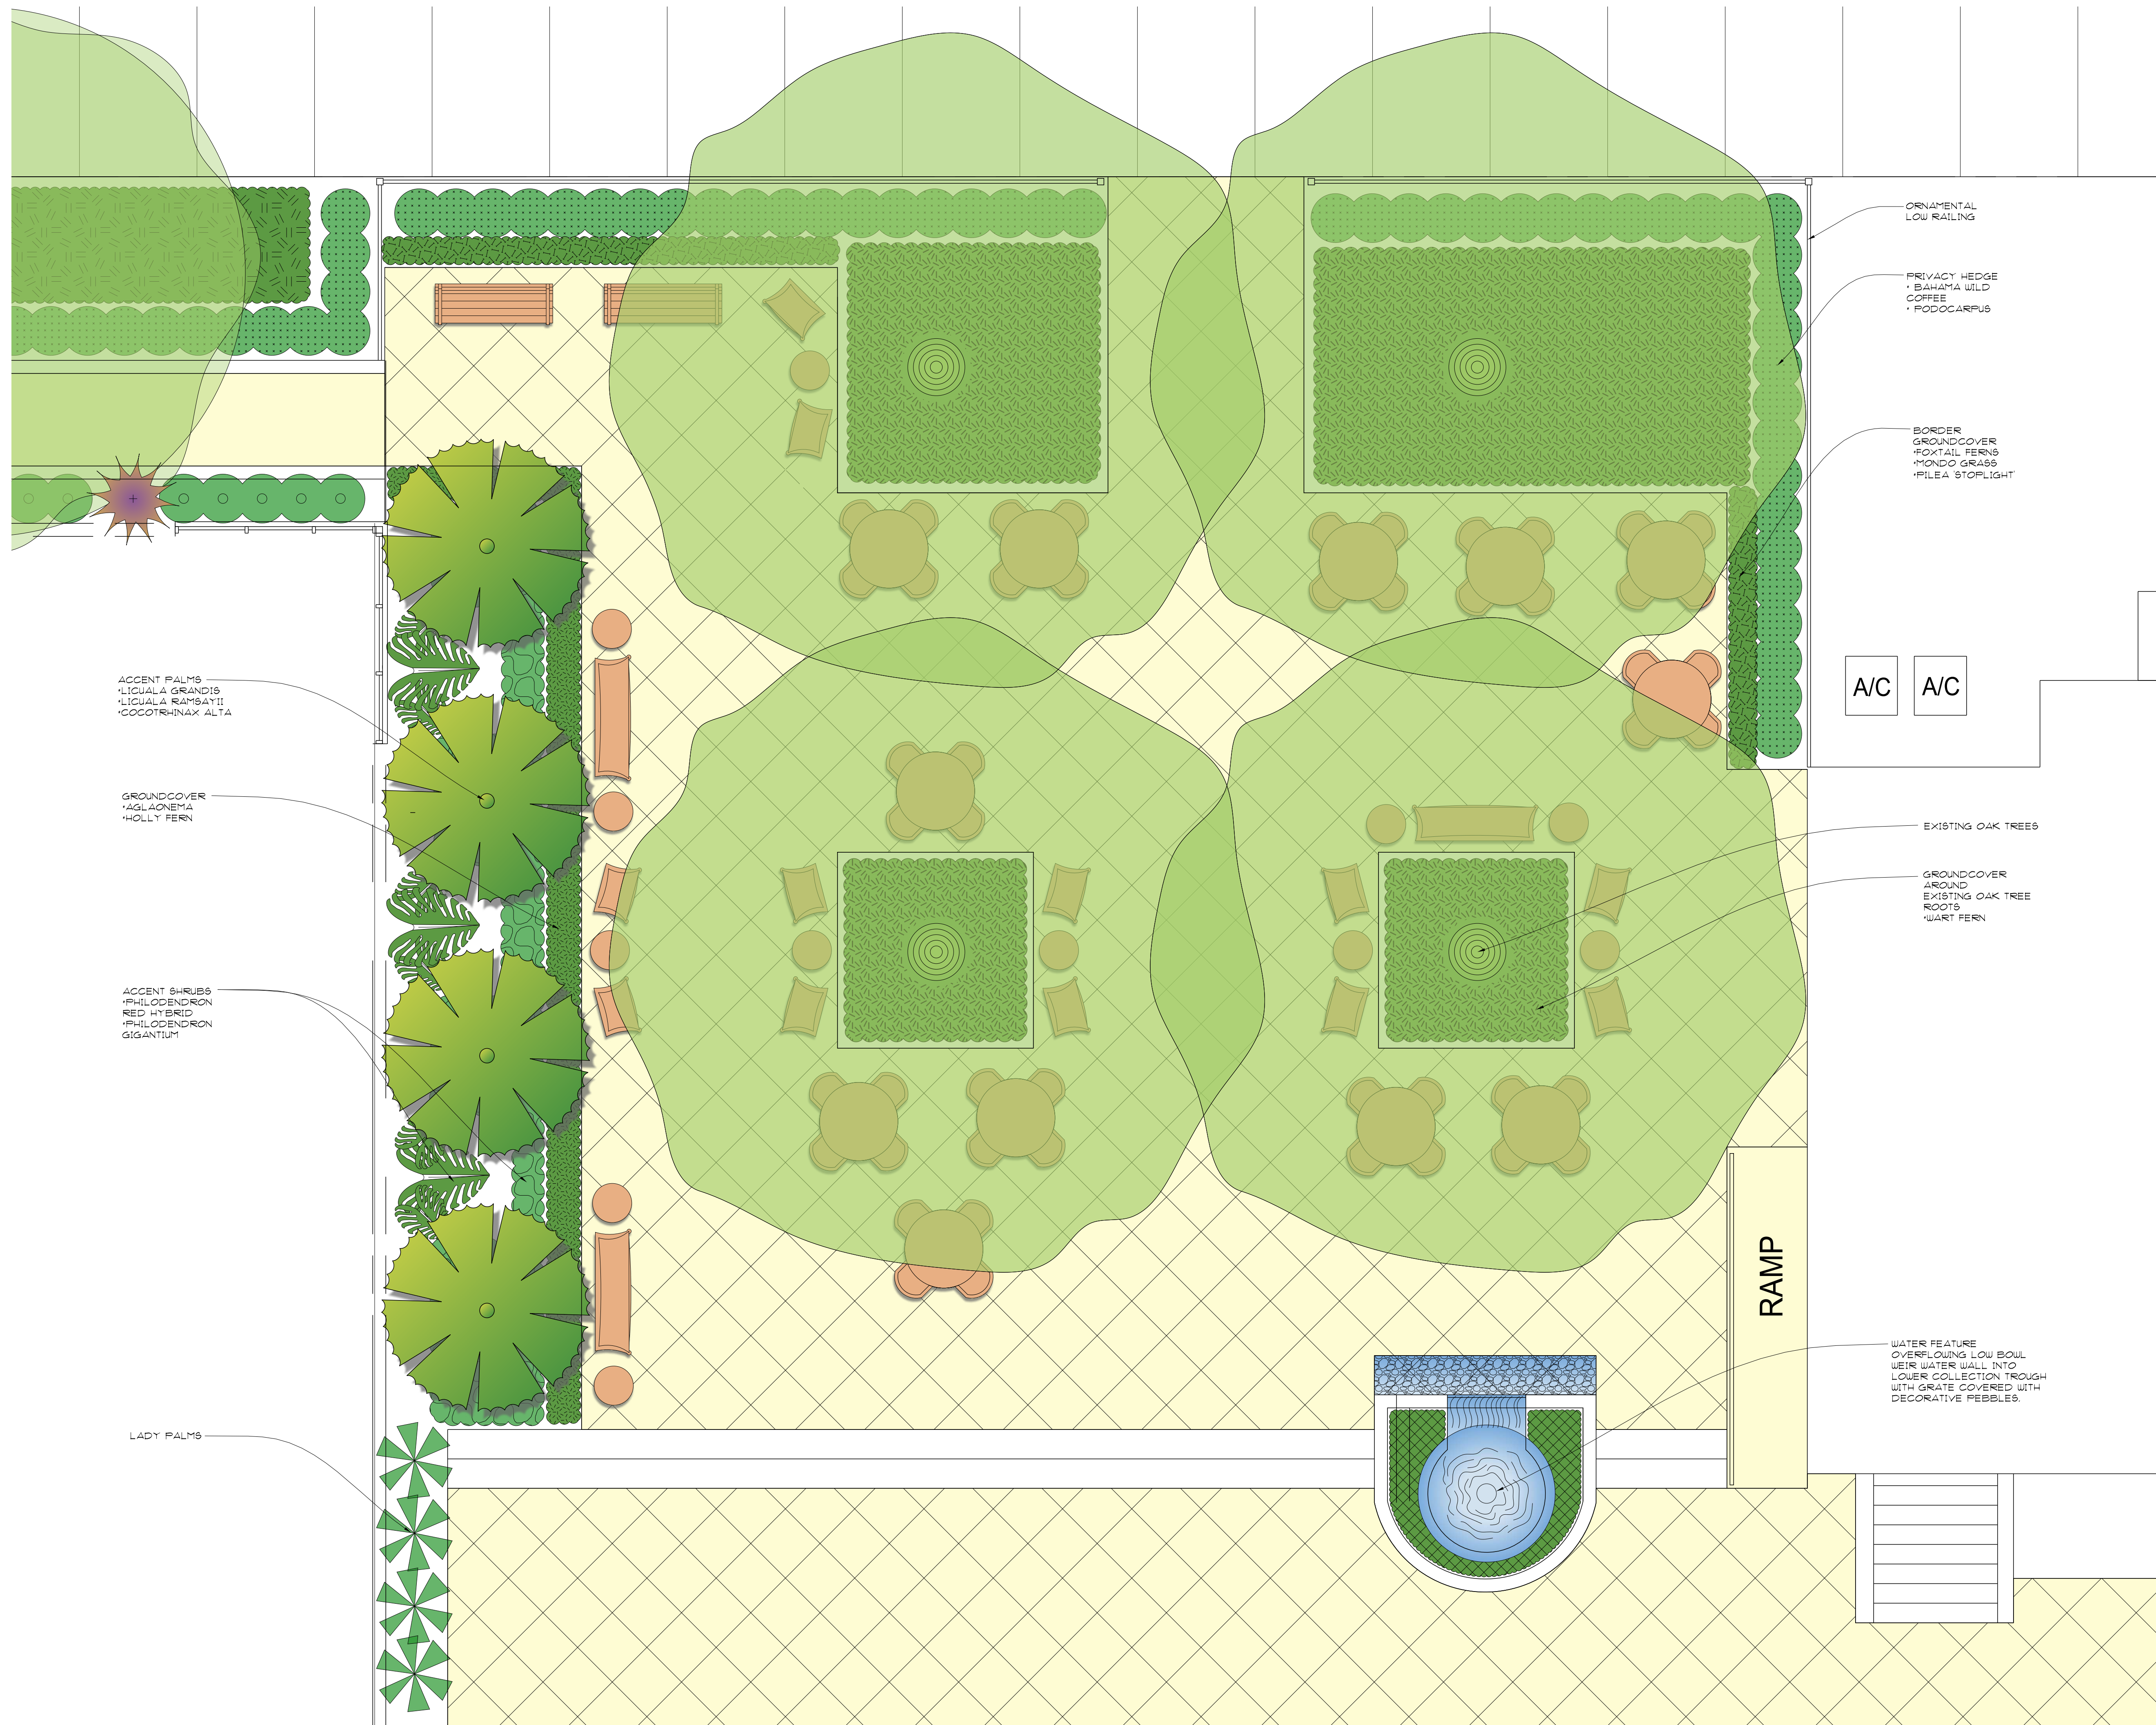 ORNAMENTAL
LOW RAILING
PRIVACY HEDGE
• BAHAMA WILD
COFFEE
• PODOCARPUS
BORDER
GROUNDCOVER
•FOXTAIL FERNS
•MONDO GRASS
•PILEA 'STOPLIGHT'
A/C
A/C
ACCENT PALMS
•LICUALA GRANDIS
•LICUALA RAMSAYII
•COCOTRHINAX ALTA
GROUNDCOVER
•AGLAONEMA
•HOLLY FERN
EXISTING OAK TREES
GROUNDCOVER
AROUND
EXISTING OAK TREE
ROOTS
•WART FERN
ACCENT SHRUBS
•PHILODENDRON
RED HYBRID
•PHILODENDRON
GIGANTIUM
RAMP
WATER FEATURE
OVERFLOWING LOW BOWL
WEIR WATER WALL INTO
LOWER COLLECTION TROUGH
WITH GRATE COVERED WITH
DECORATIVE PEBBLES.
LADY PALMS